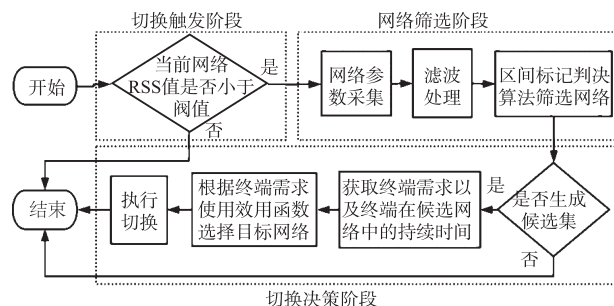 切换触发阶段
网络筛选阶段
开始
当前网络
RSS值是否小于
阀值
是
否
网络参
数采集
滤波
处理
区间标记判决
算法筛选网络
是否生成
候选集
是
否
获取终端需求以
及终端在候选网
络中的持续时间
根据终端需求
使用效用函数
选择目标网络
执行
切换
结束
切换决策阶段